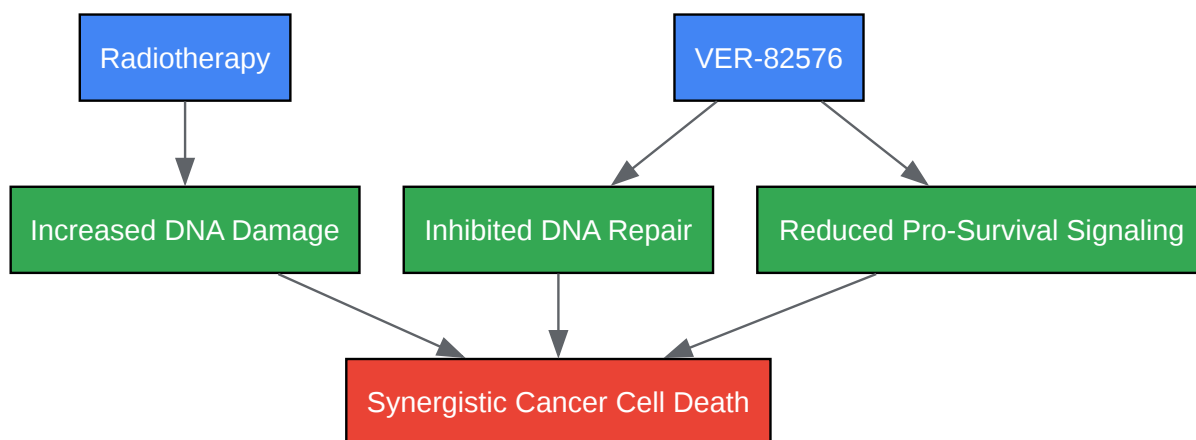 Radiotherapy
VER-82576
Increased DNA Damage
Inhibited DNA Repair
Reduced Pro-Survival Signaling
Synergistic Cancer Cell Death